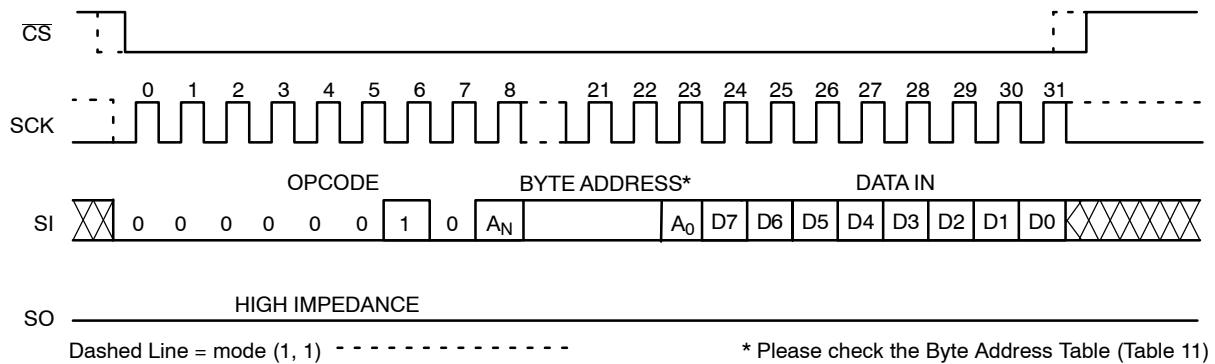 CS
0 1 2 3 4 5 6 7 8 21 22 23 24 25 26 27 28 29 30 31
SCK
OPCODE BYTE ADDRESS* DATA IN
SI 0 0 0 0 0 0 1 0 AN A0 D7 D6 D5 D4 D3 D2 D1 D0
HIGH IMPEDANCE
SO
Dashed Line = mode (1, 1) * Please check the Byte Address Table (Table 11)